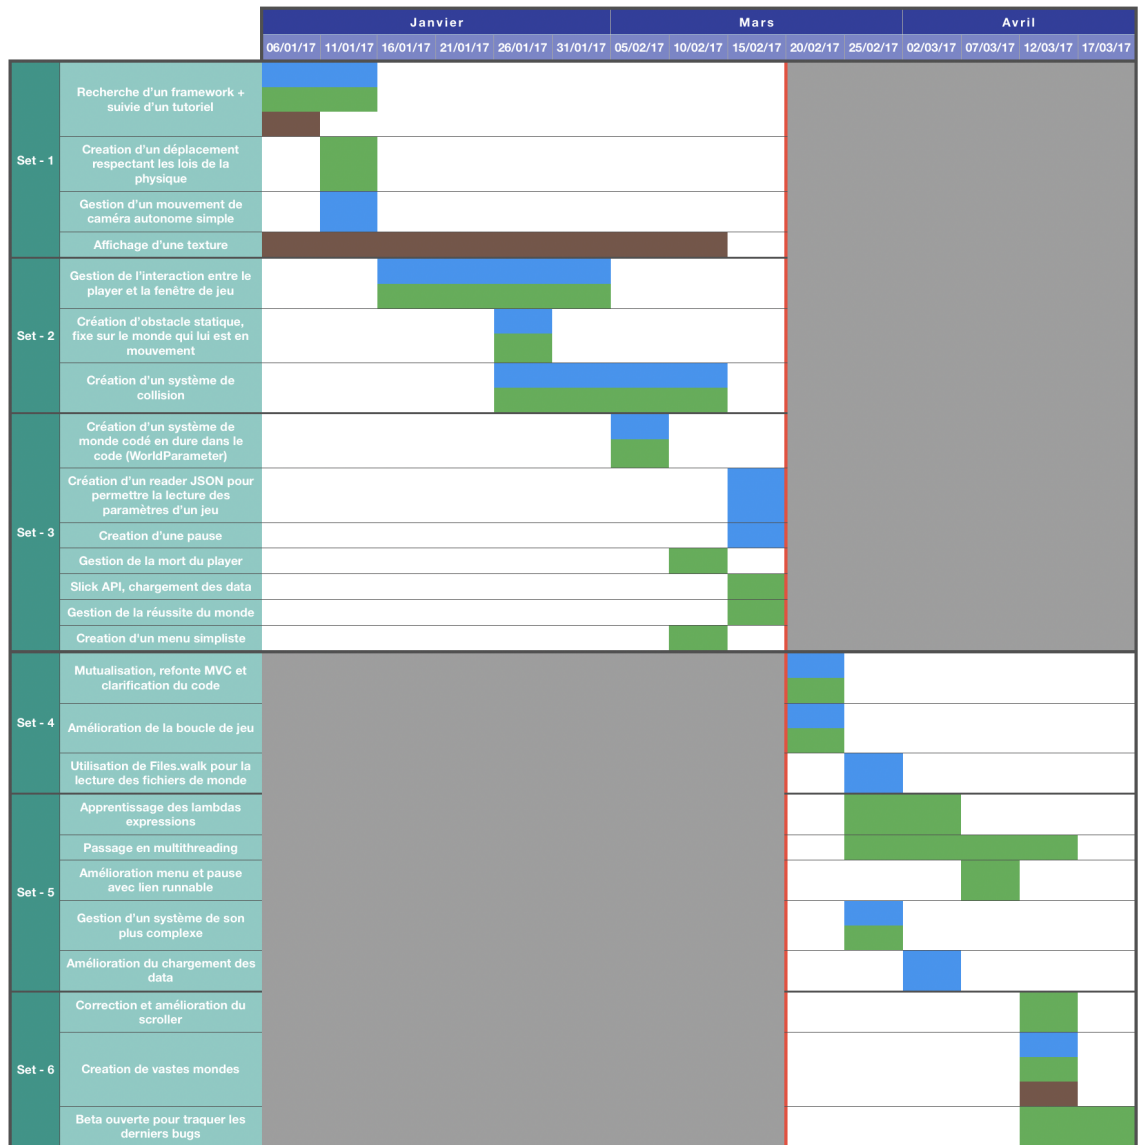 Janvier Mars Avril
06/01/17 11/01/17 16/01/17 21/01/17 26/01/17 31/01/17 05/02/17 10/02/17 15/02/17 20/02/17 25/02/17 02/03/17 07/03/17 12/03/17 17/03/17
Set - 1
Recherche d'un framework +
suivie d'un tutoriel
Creation d'un déplacement
respectant les lois de la
physique
Gestion d'un mouvement de
caméra autonome simple
Affichage d'une texture
Set - 2
Gestion de l'interaction entre le
player et la fenêtre de jeu
Création d'obstacle statique,
fixe sur le monde qui lui est en
mouvement
Création d'un système de
collision
Set - 3
Création d'un système de
monde codé en dure dans le
code (WorldParameter)
Création d'un reader JSON pour
permettre la lecture des
paramètres d'un jeu
Creation d'une pause
Gestion de la mort du player
Slick API, chargement des data
Gestion de la réussite du monde
Creation d'un menu simpliste
Set - 4
Mutualisation, refonte MVC et
clarification du code
Amélioration de la boucle de jeu
Utilisation de Files.walk pour la
lecture des fichiers de monde
Set - 5
Apprentissage des lambdas
expressions
Passage en multithreading
Amélioration menu et pause
avec lien runnable
Gestion d'un système de son
plus complexe
Amélioration du chargement des
data
Set - 6
Correction et amélioration du
scroller
Creation de vastes mondes
Beta ouverte pour traquer les
derniers bugs